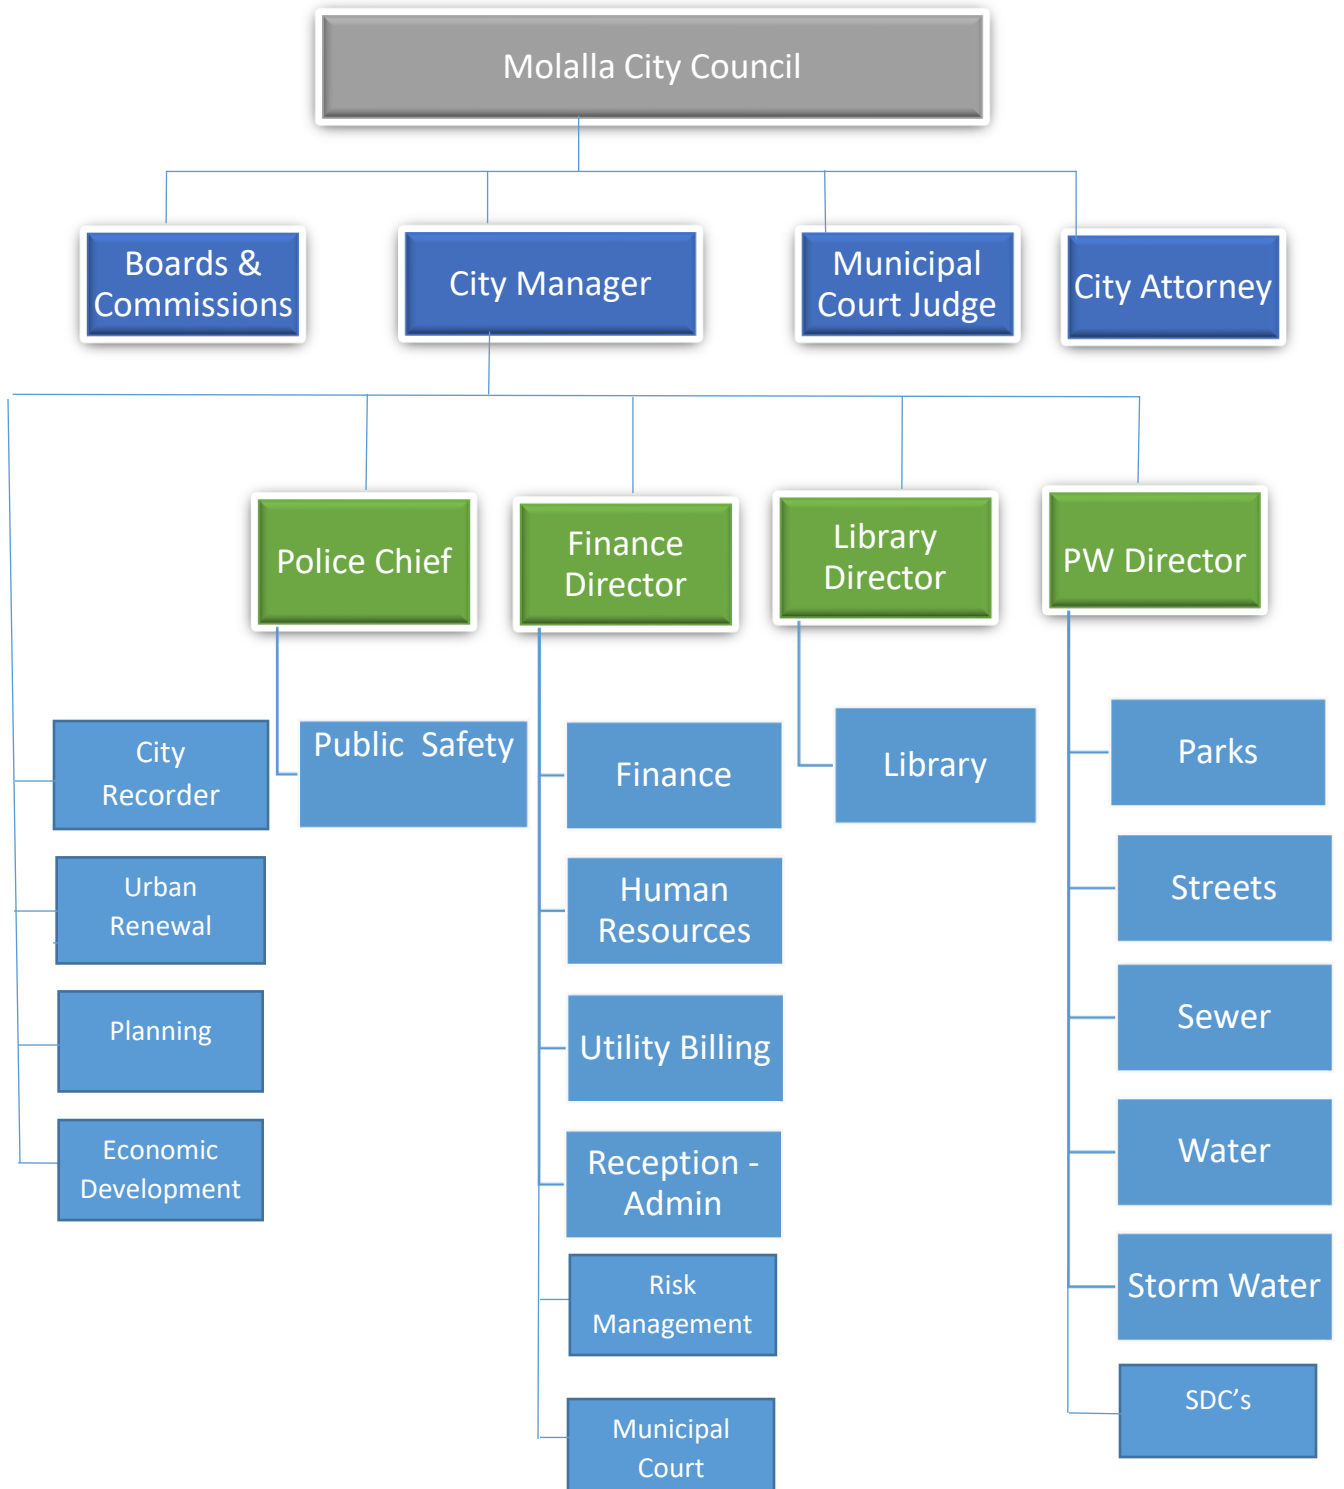 Molalla City Council
Boards &
Commissions
City Manager
Municipal
Court Judge
City Attorney
Police Chief
Finance
Director
Library
Director
PW Director
City
Recorder
Urban
Renewal
Planning
Economic
Development
Public  Safety
Finance
Human
Resources
Utility Billing
Reception -
Admin
Risk
Management
Municipal
Court
Library
Parks
Streets
Sewer
Water
Storm Water
SDC’s